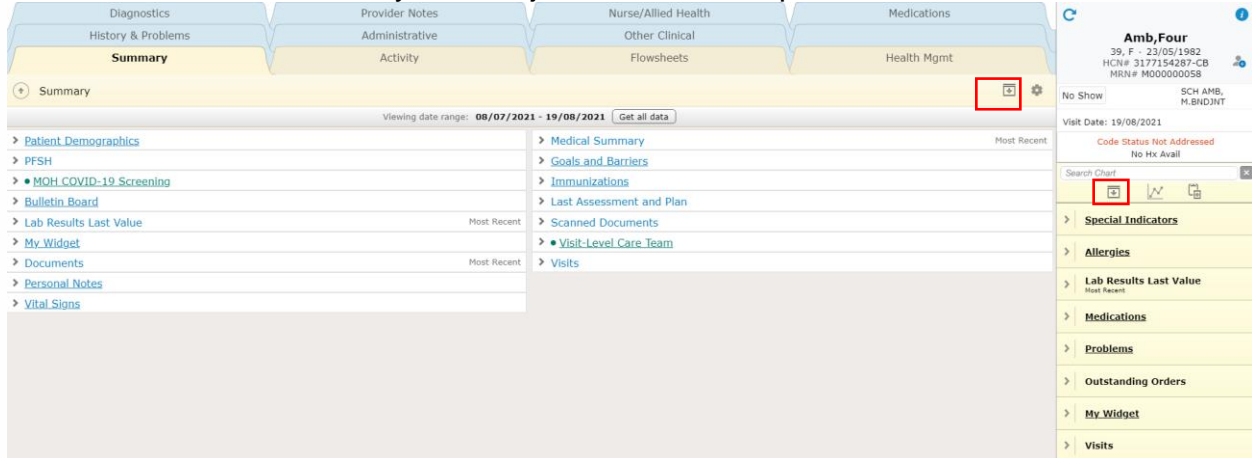 Diagnostics
Provider Notes
Nurse/Allied Health
Medications
History & Problems
Administrative
Other Clinical
Summary
Activity
Flowsheets
Health Mgmt
Summary
Viewing date range: 08/07/2021 - 19/08/2021 Get all data
Patient Demographics
PFSH
MOH COVID-19 Screening
Bulletin Board
Lab Results Last Value Most Recent
My Widget
Documents Most Recent
Personal Notes
Vital Signs
Medical Summary Most Recent
Goals and Barriers
Immunizations
Last Assessment and Plan
Scanned Documents
Visit-Level Care Team
Visits
Amb,Four
39, F - 23/05/1982
HCN# 3177154287-CB
MRN# M000000058
No Show
SCH AMB,
M.BNDJNT
Visit Date: 19/08/2021
Code Status Not Addressed
No Hx Avail
Search Chart
Special Indicators
Allergies
Lab Results Last Value
Most Recent
Medications
Problems
Outstanding Orders
My Widget
Visits